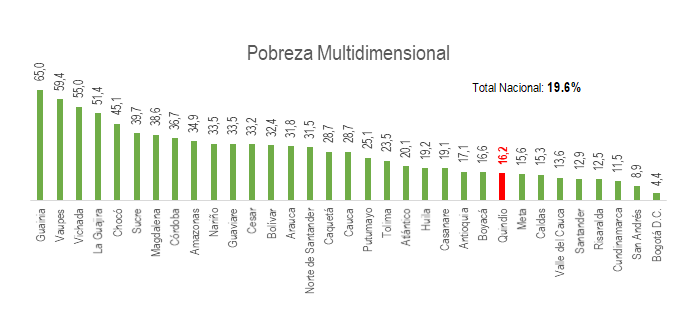 Pobreza Multidimensional
Total Nacional: 19.6%
65,0
59,4
55,0
51,4
45,1
39,7
38,6
36,7
34,9
33,5
33,5
33,2
32,4
31,8
31,5
28,7
28,7
25,1
23,5
20,1
19,2
19,1
17,1
16,6
16,2
15,6
15,3
13,6
12,9
12,5
11,5
8,9
4,4
Guainia
Vaupes
Vichada
La Guajira
Chocó
Sucre
Magdalena
Córdoba
Amazonas
Nariño
Guaviare
Cesar
Bolívar
Arauca
Norte de Santander
Caquetá
Cauca
Putumayo
Tolima
Atlántico
Huila
Casanare
Antioquia
Boyacá
Quindío
Meta
Caldas
Valle del Cauca
Santander
Risaralda
Cundinamarca
San Andrés
Bogotá D.C.